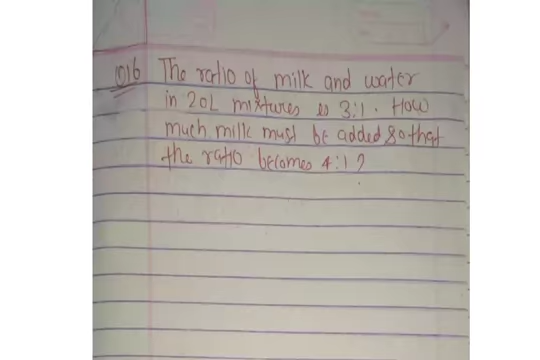 Q16 The ratio of milk and water
in 20L mixtures is 3:1. How
much milk must be added so that
the ratio becomes 4:1?